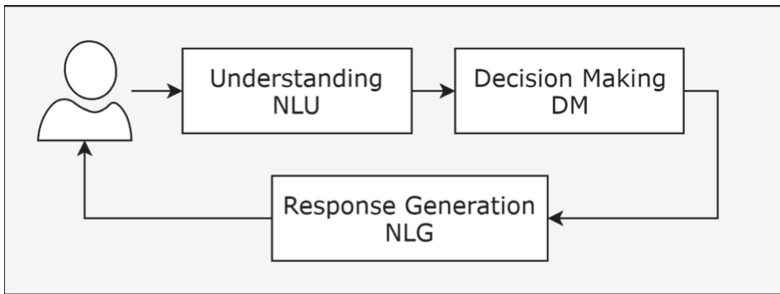 Understanding
NLU
Decision Making
DM
Response Generation
NLG